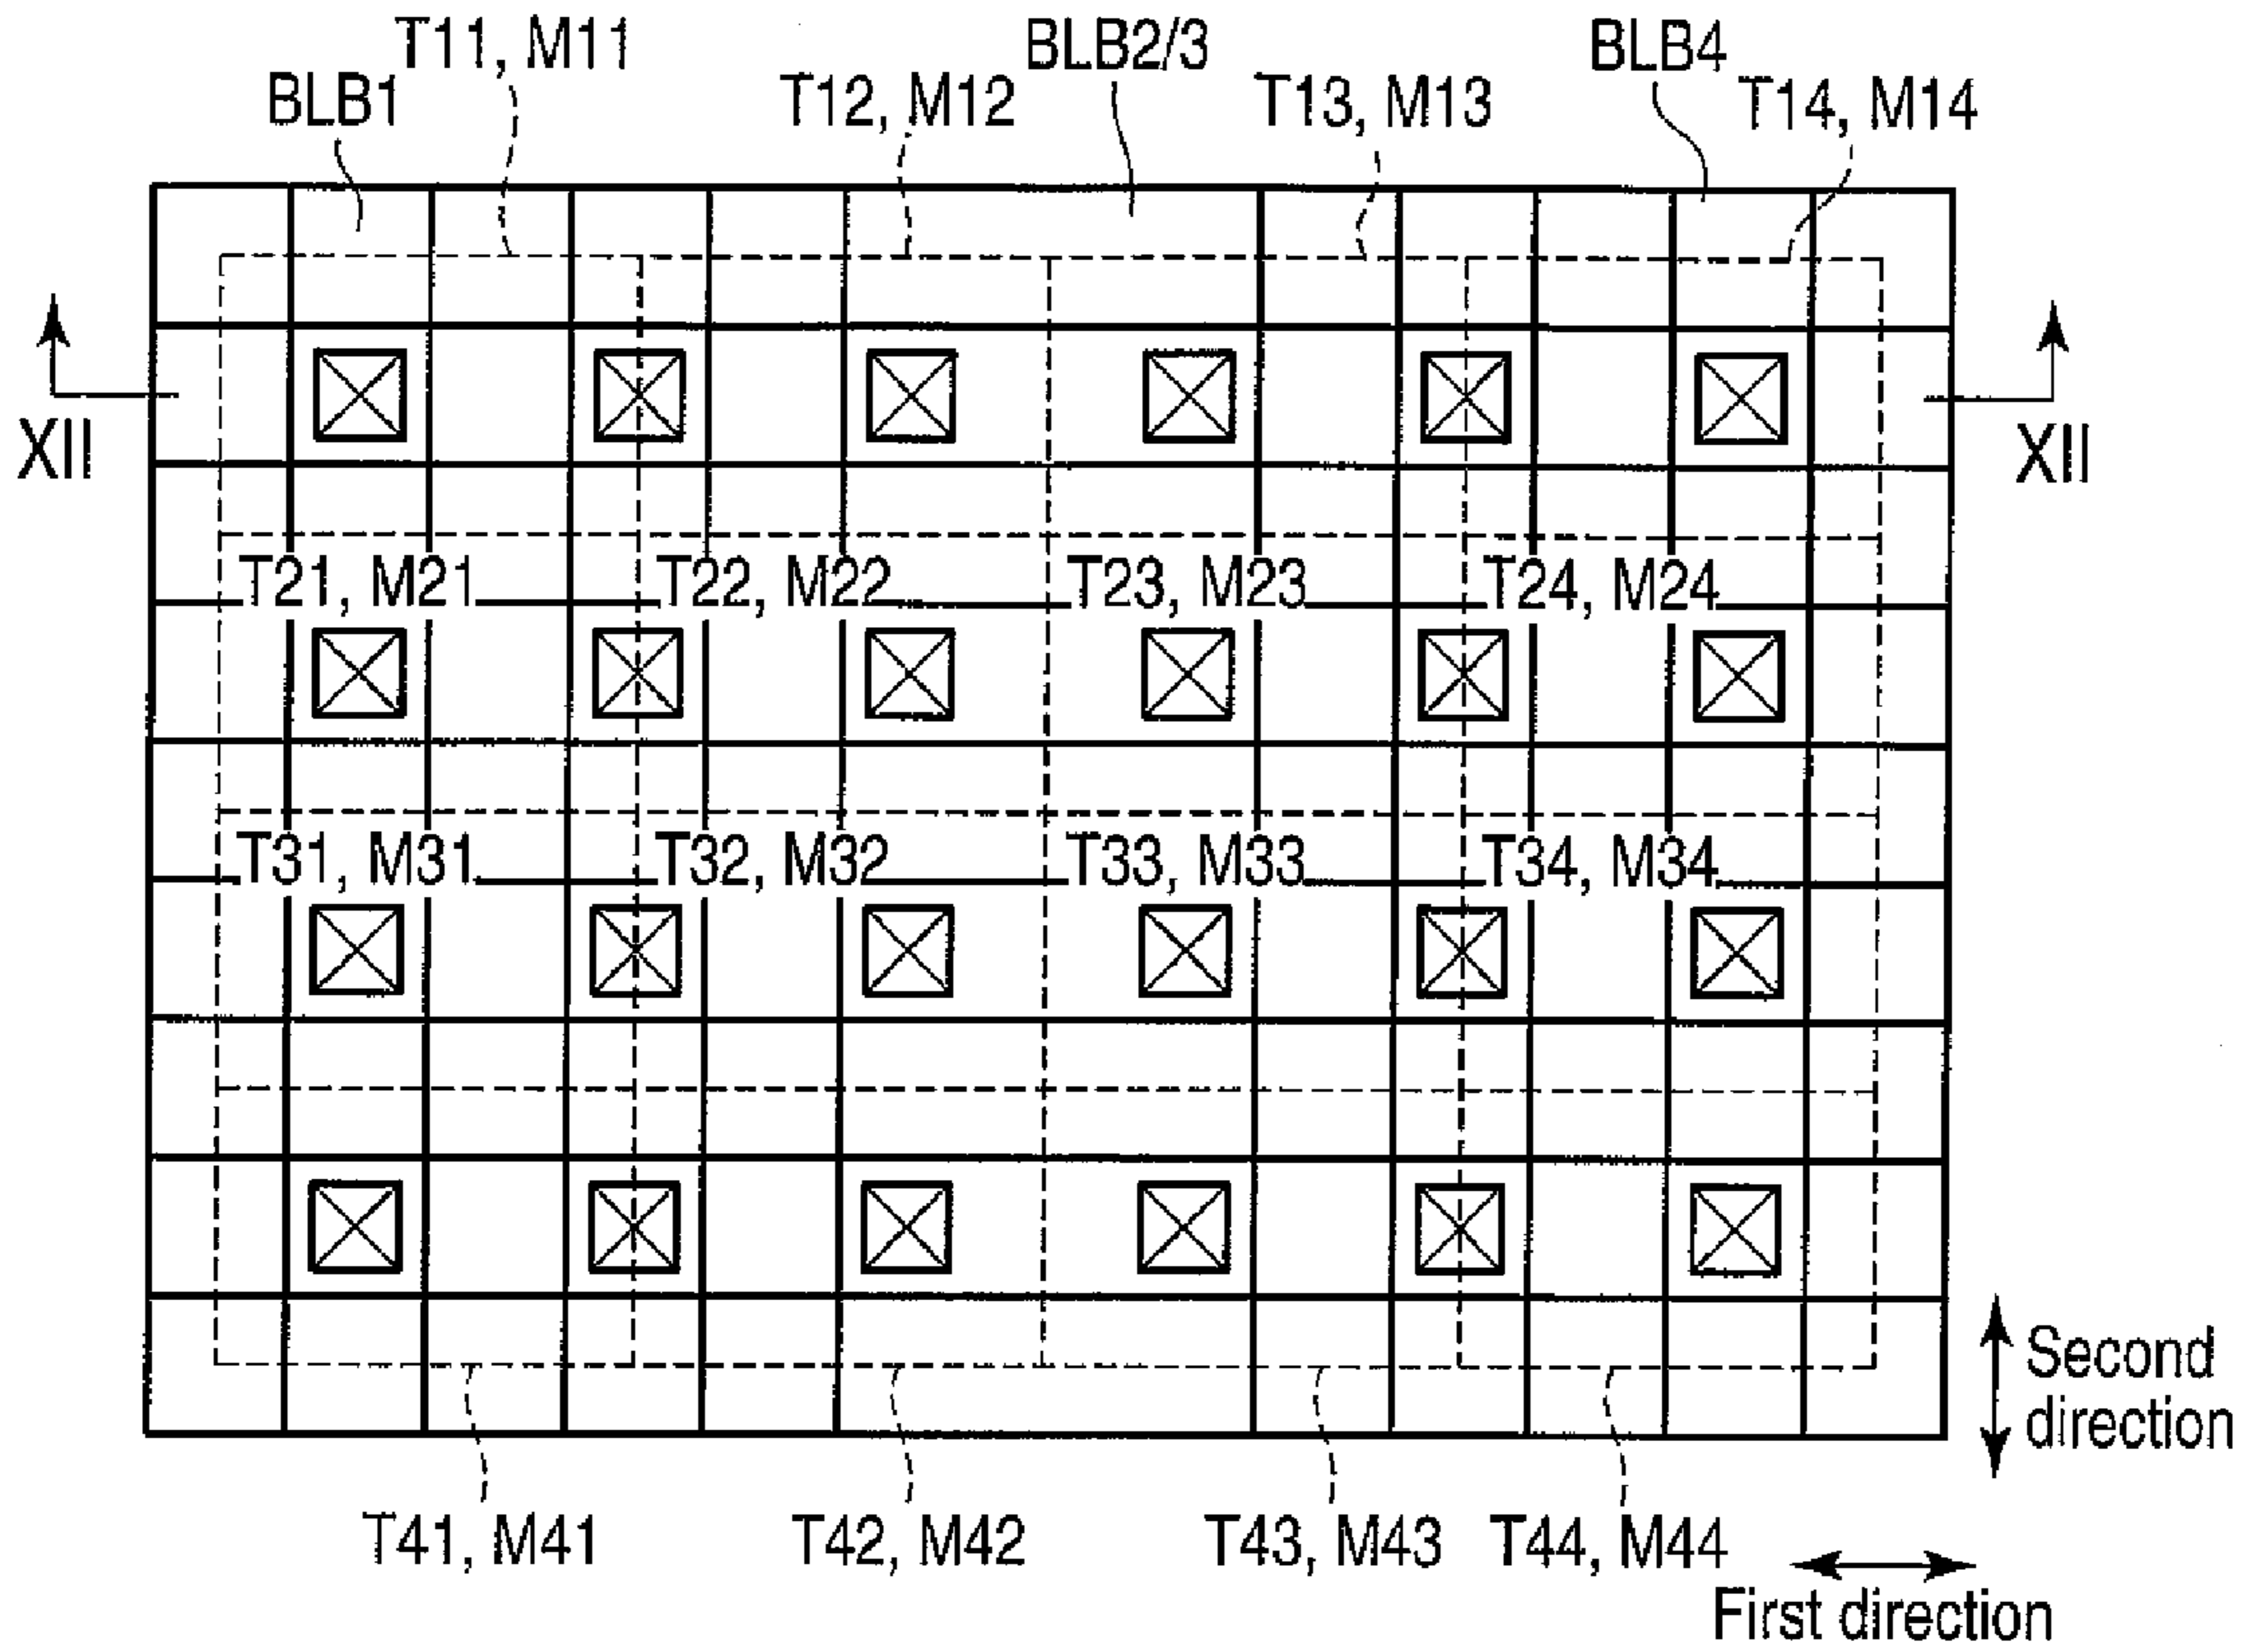 T11, M11
BLB2/3
BLB4
BLB1
T12, M12
T13, M13
T14, M14
XII
XII
T21, M21
T22, M22
T23, M23
T24, M24
T31, M31
T32, M32
T33, M33
T34, M34
Second
direction
T41, M41
T42, M42
T43, M43
T44, M44
First direction